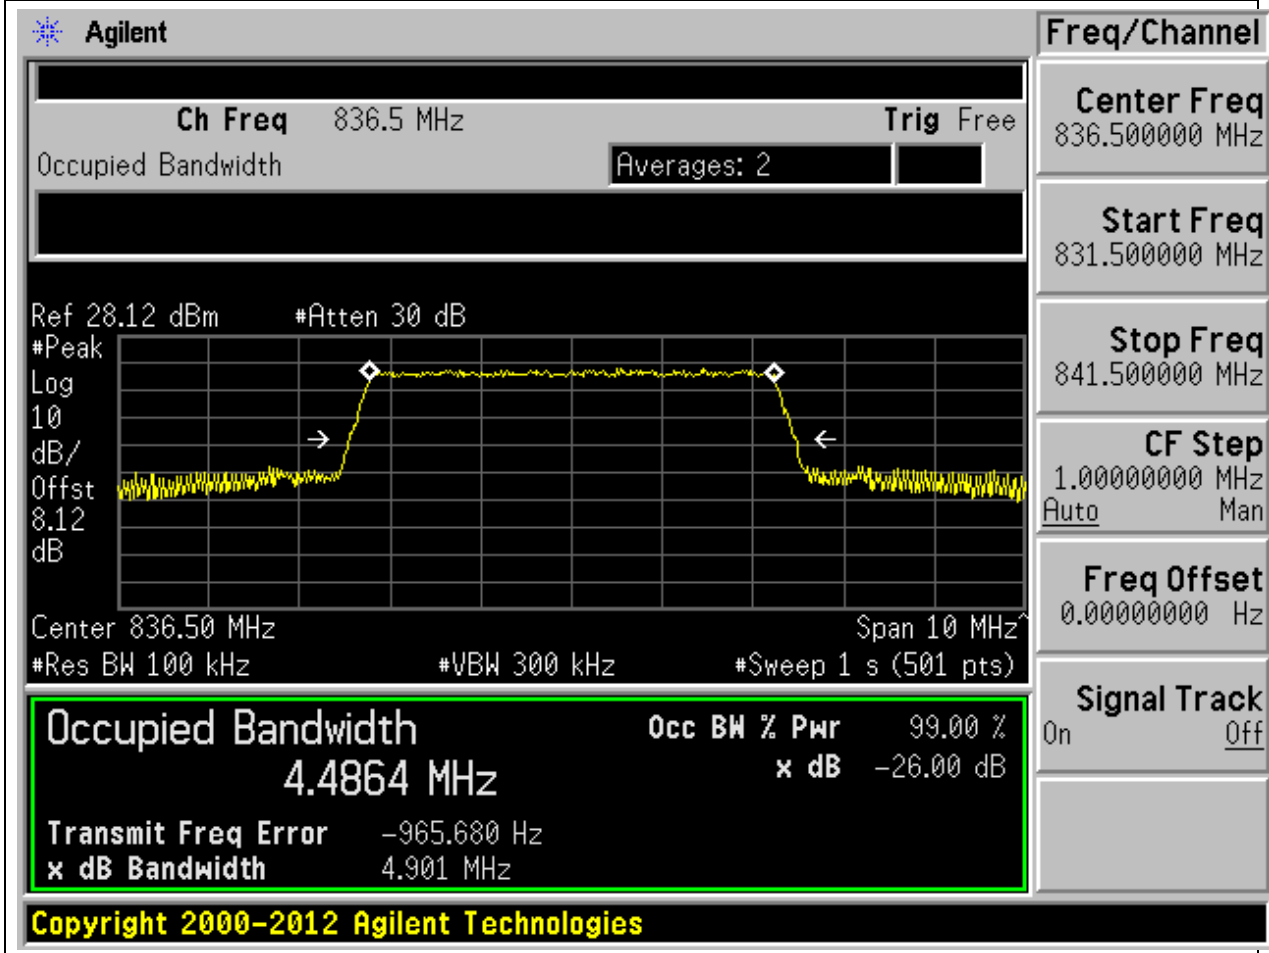 Agilent
Freq/Channel
Ch Freq 836.5 MHz Trig Free
Occupied Bandwidth Averages: 2
Center Freq
836.500000 MHz
Start Freq
831.500000 MHz
Stop Freq
841.500000 MHz
CF Step
1.00000000 MHz
Auto Man
Freq Offset
0.00000000 Hz
Signal Track
On Off
Ref 28.12 dBm #Atten 30 dB
#Peak
Log
10
dB/
Offst
8.12
dB
Center 836.50 MHz Span 10 MHz^
#Res BW 100 kHz #VBW 300 kHz #Sweep 1 s (501 pts)
Occupied Bandwidth Occ BW % Pwr 99.00 %
4.4864 MHz x dB -26.00 dB
Transmit Freq Error -965.680 Hz
x dB Bandwidth 4.901 MHz
Copyright 2000-2012 Agilent Technologies